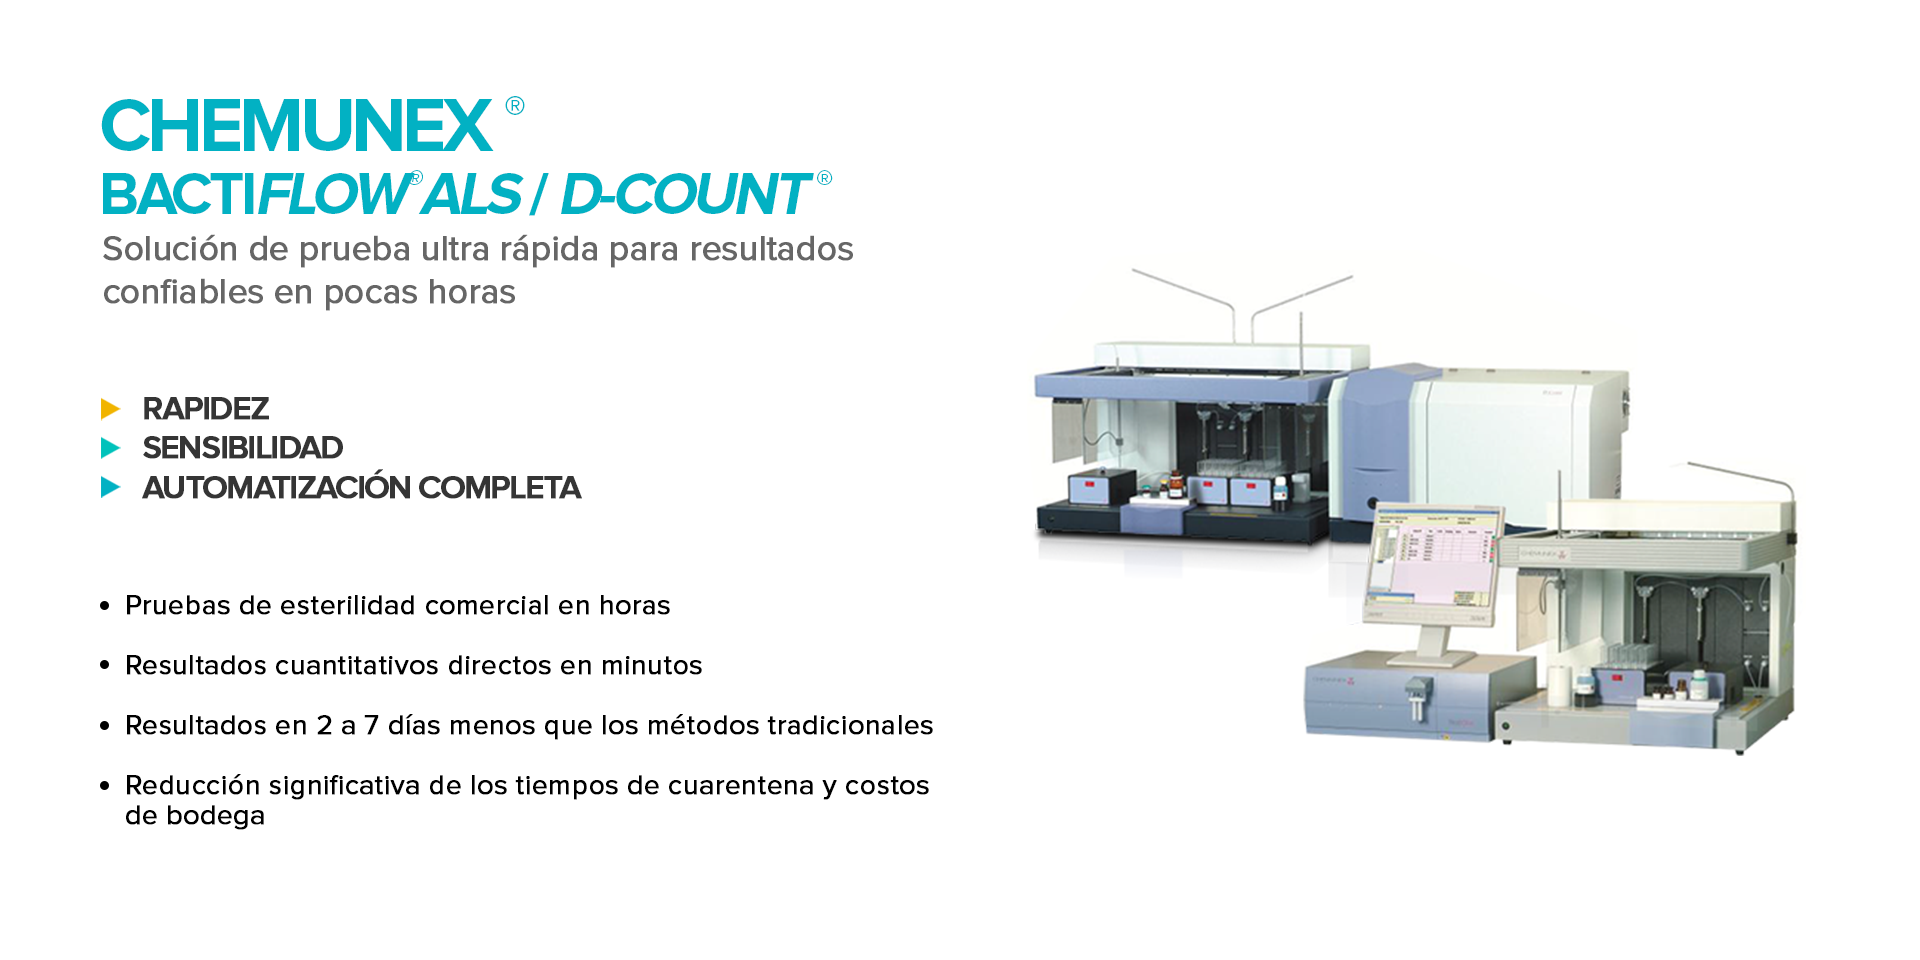 CHEMUNEX ®
BACTIFLOW® ALS / D-COUNT ®
Solución de prueba ultra rápida para resultados
confiables en pocas horas
RAPIDEZ
SENSIBILIDAD
AUTOMATIZACIÓN COMPLETA
• Pruebas de esterilidad comercial en horas
• Resultados cuantitativos directos en minutos
• Resultados en 2 a 7 días menos que los métodos tradicionales
• Reducción significativa de los tiempos de cuarentena y costos
de bodega
CHEMUNEX
CHEMUNEX